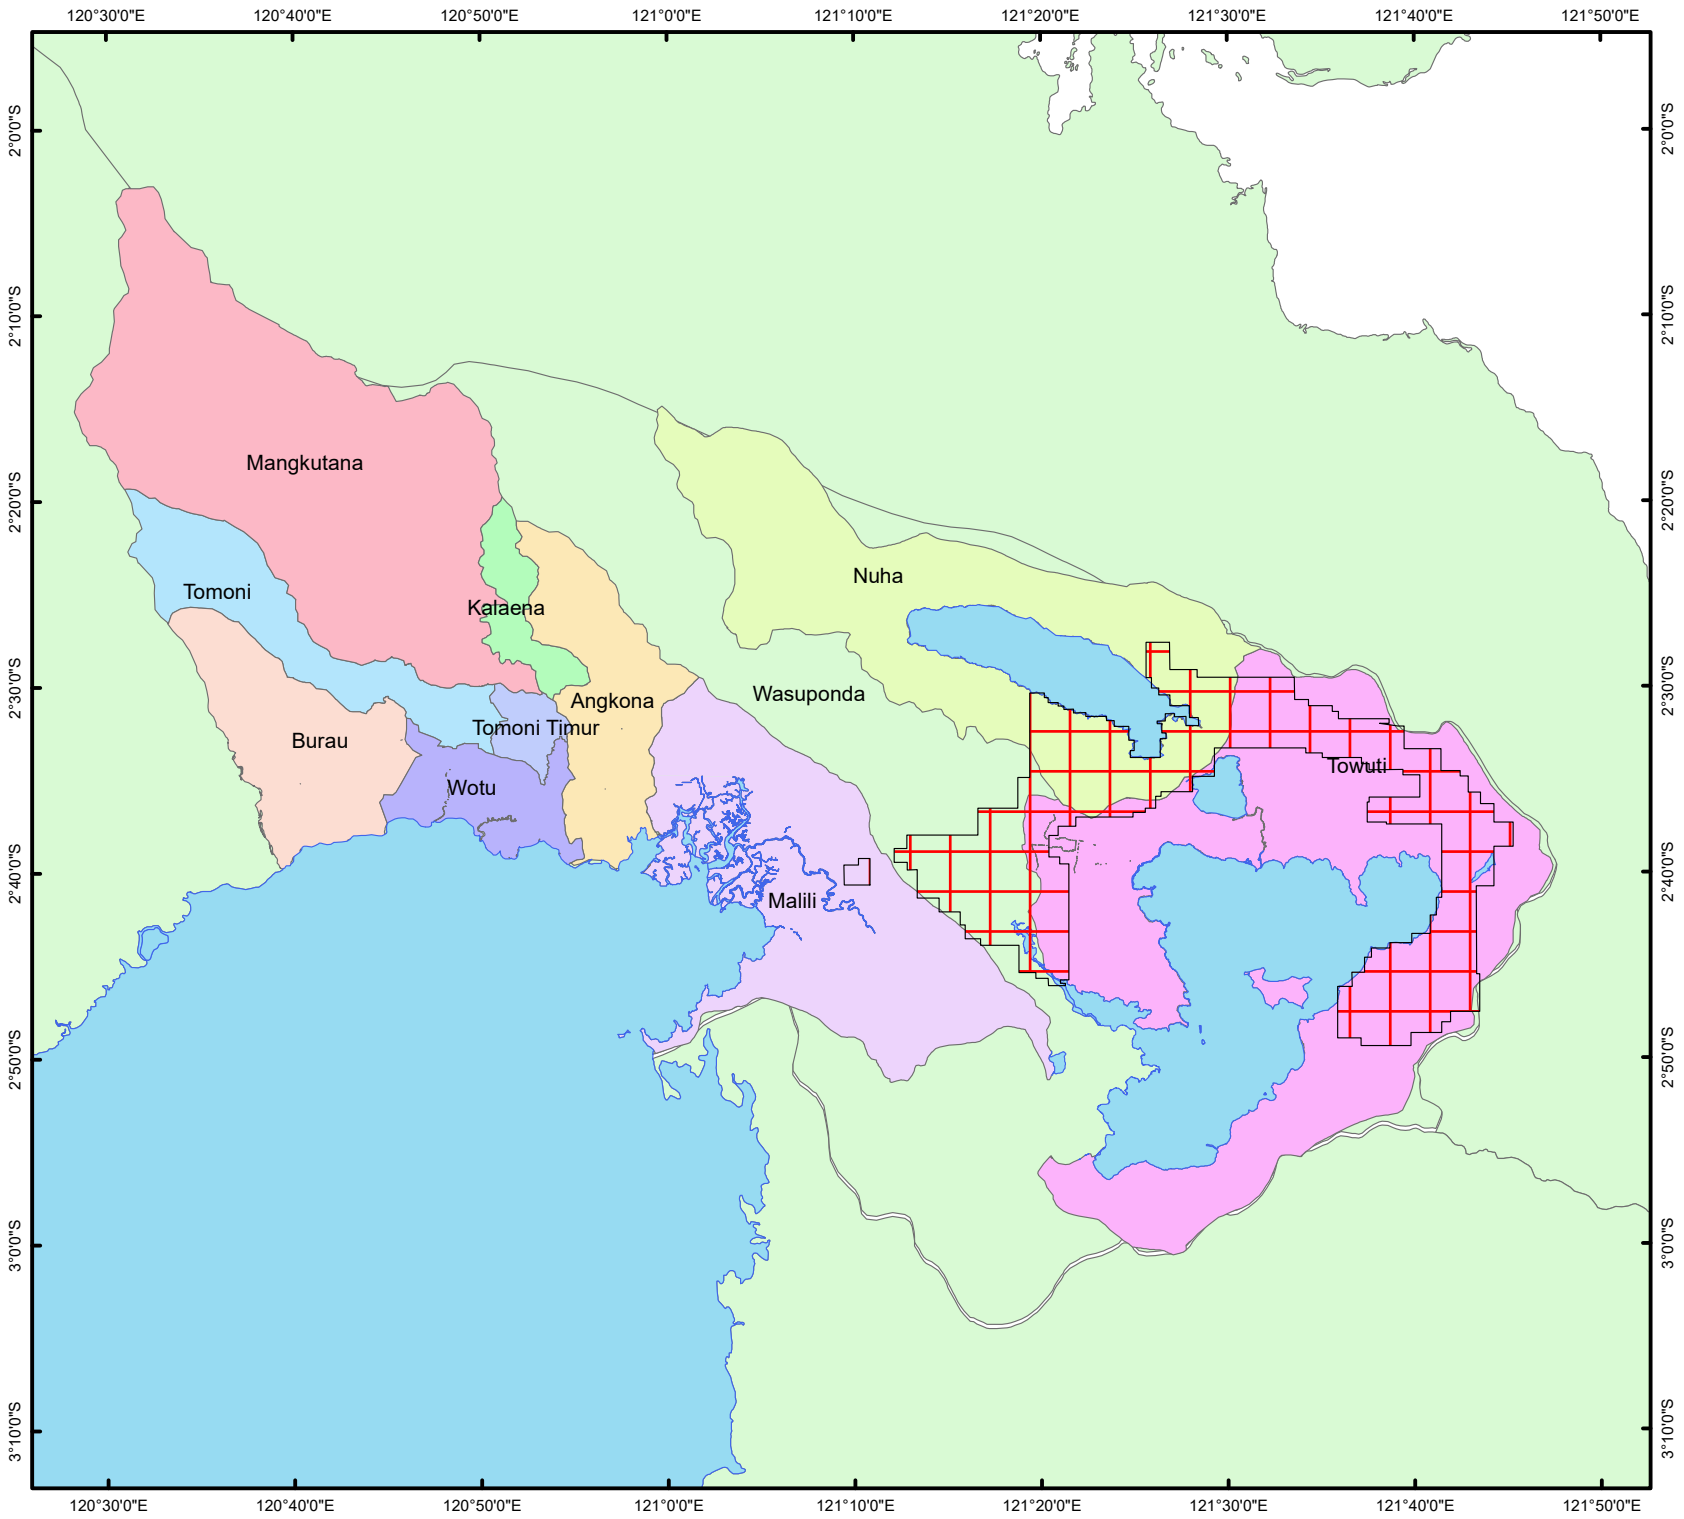 120°30'0"E 120°40'0"E 120°50'0"E 121°0'0"E 121°10'0"E 121°20'0"E 121°30'0"E 121°40'0"E 121°50'0"E
2°0'0"S 2°0'0"S
2°10'0"S 2°10'0"S
Mangkutana
2°20'0"S 2°20'0"S
Nuha
Tomoni
Kalaena
2°30'0"S 2°30'0"S
Wasuponda
Angkona
Tomoni Timur
Burau
Towuti
Wotu
2°40'0"S 2°40'0"S
Malili
2°50'0"S 2°50'0"S
3°0'0"S 3°0'0"S
3°10'0"S 3°10'0"S
120°30'0"E 120°40'0"E 120°50'0"E 121°0'0"E 121°10'0"E 121°20'0"E 121°30'0"E 121°40'0"E 121°50'0"E